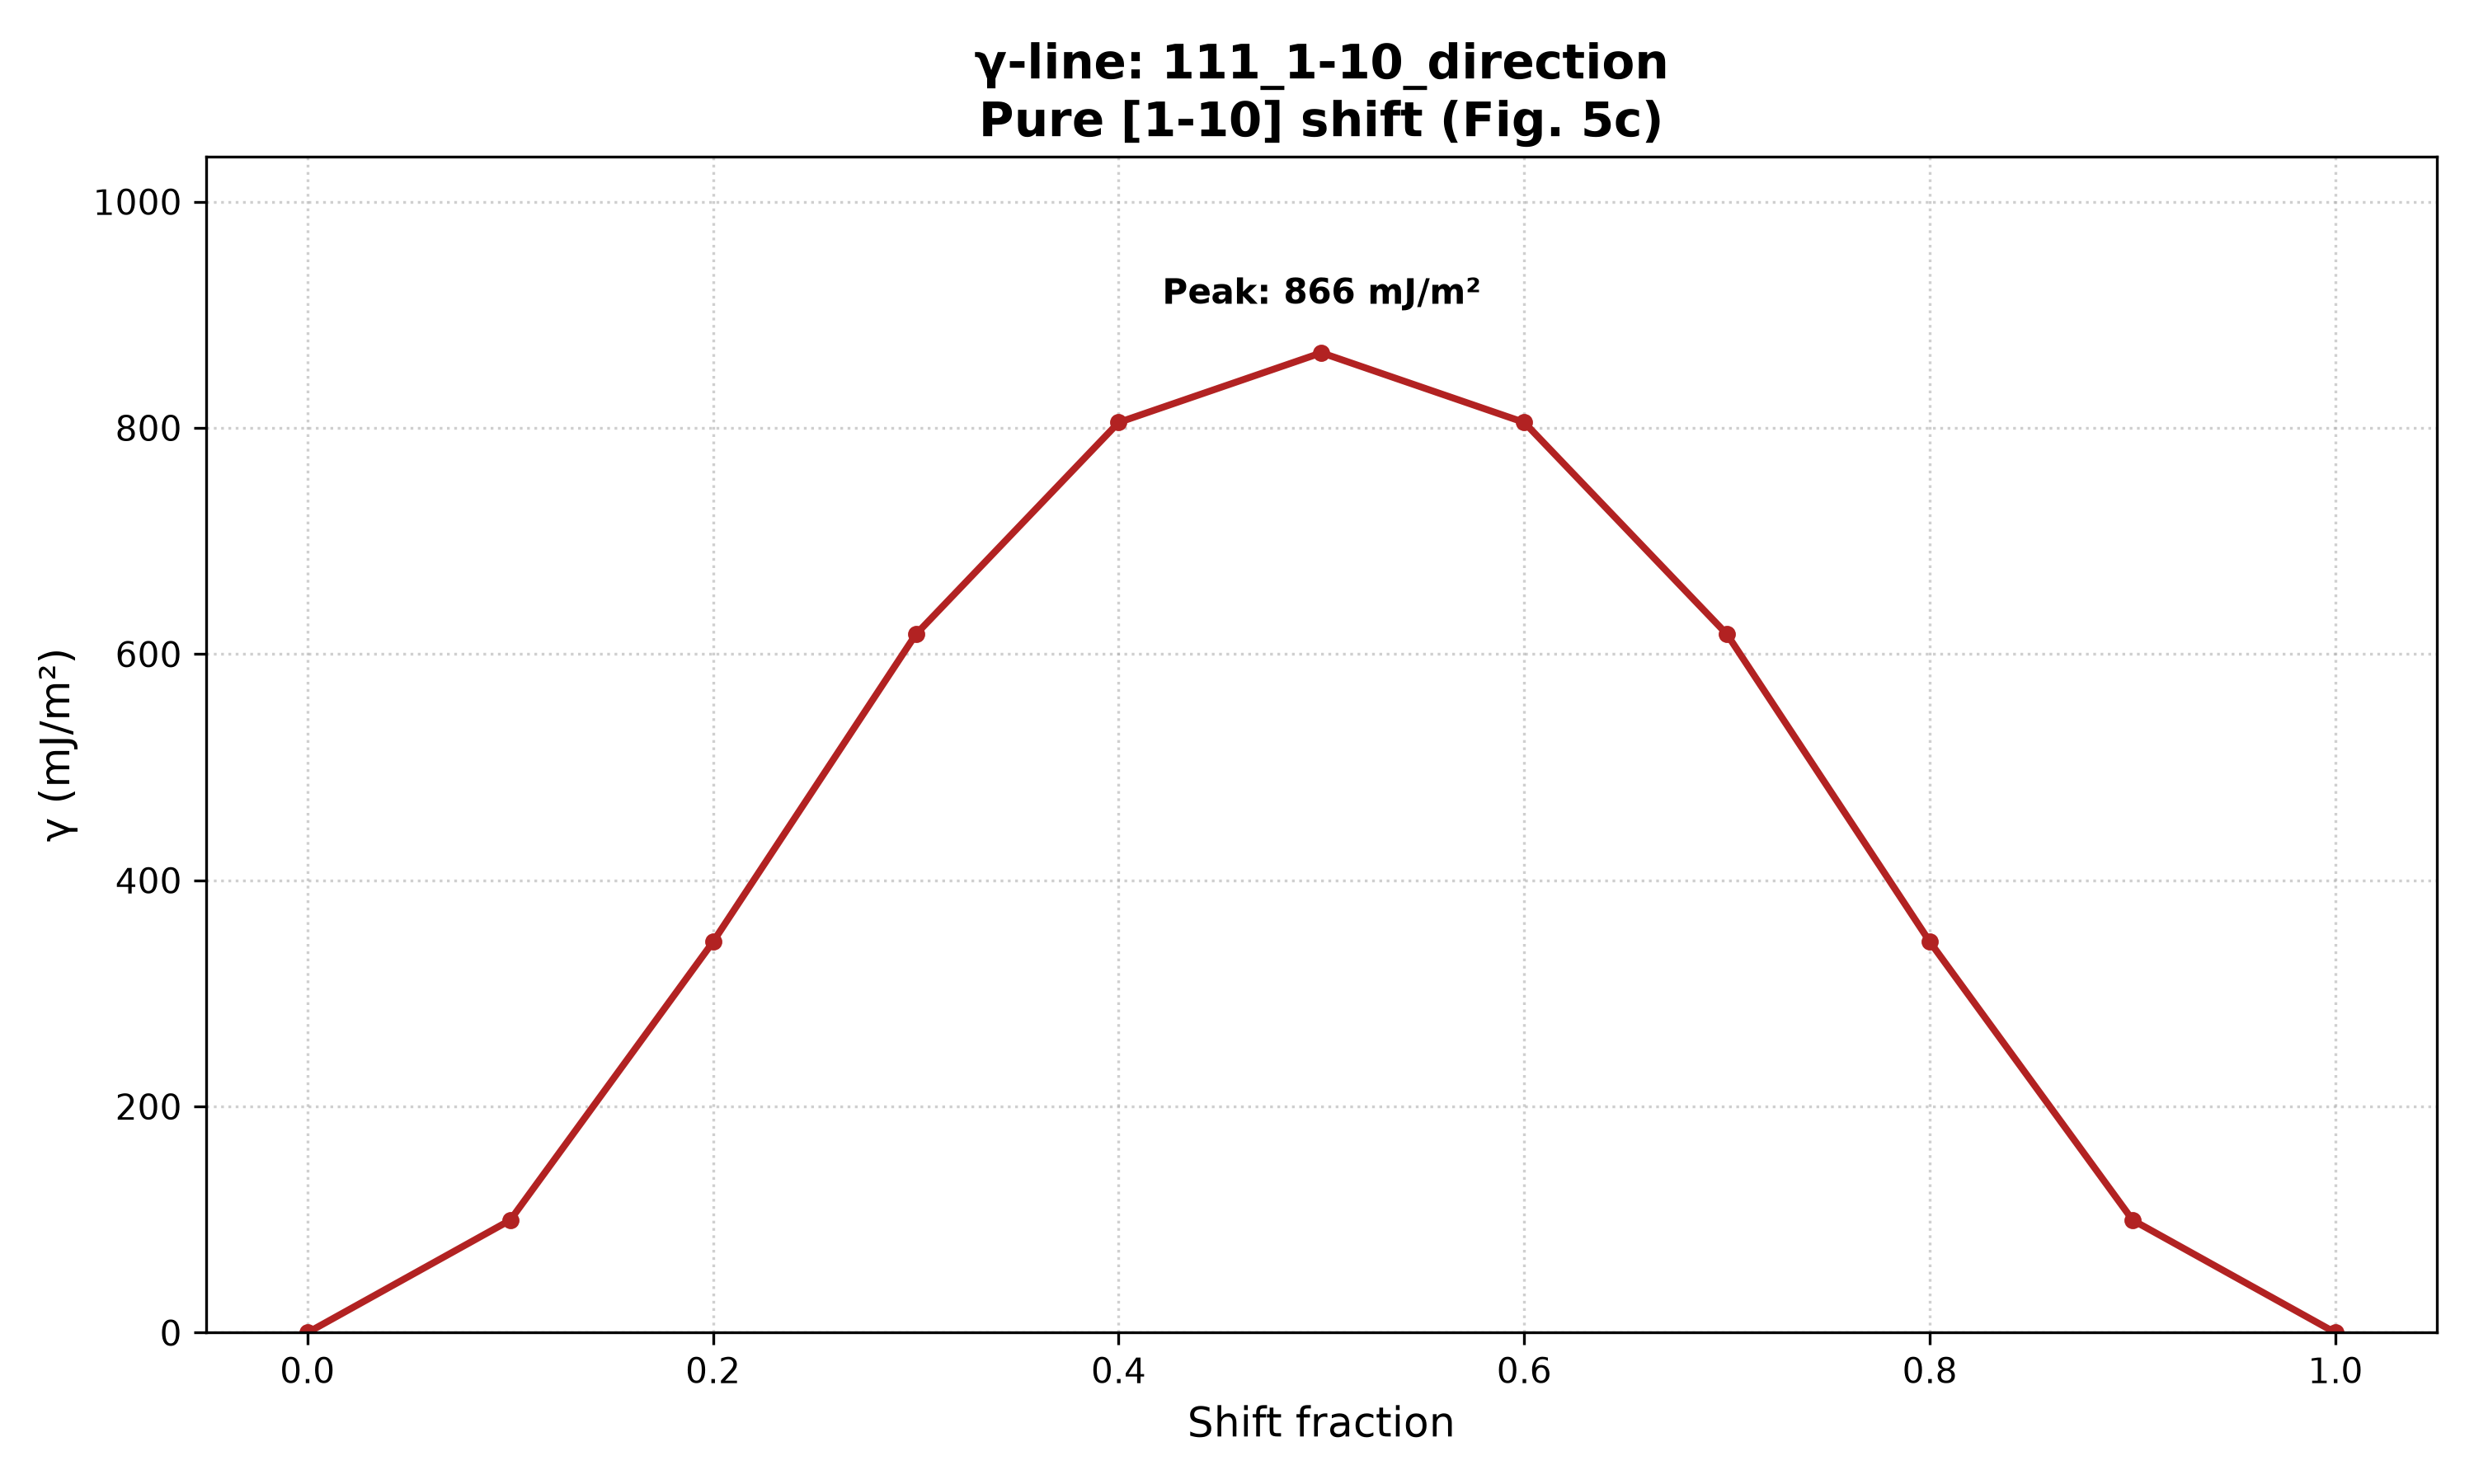 γ-line: 111_1-10_direction
Pure [1-10] shift (Fig. 5c)
Peak: 866 mJ/m²
1000
800
600
400
200
0
γ (mJ/m²)
0.0 0.2 0.4 0.6 0.8 1.0
Shift fraction